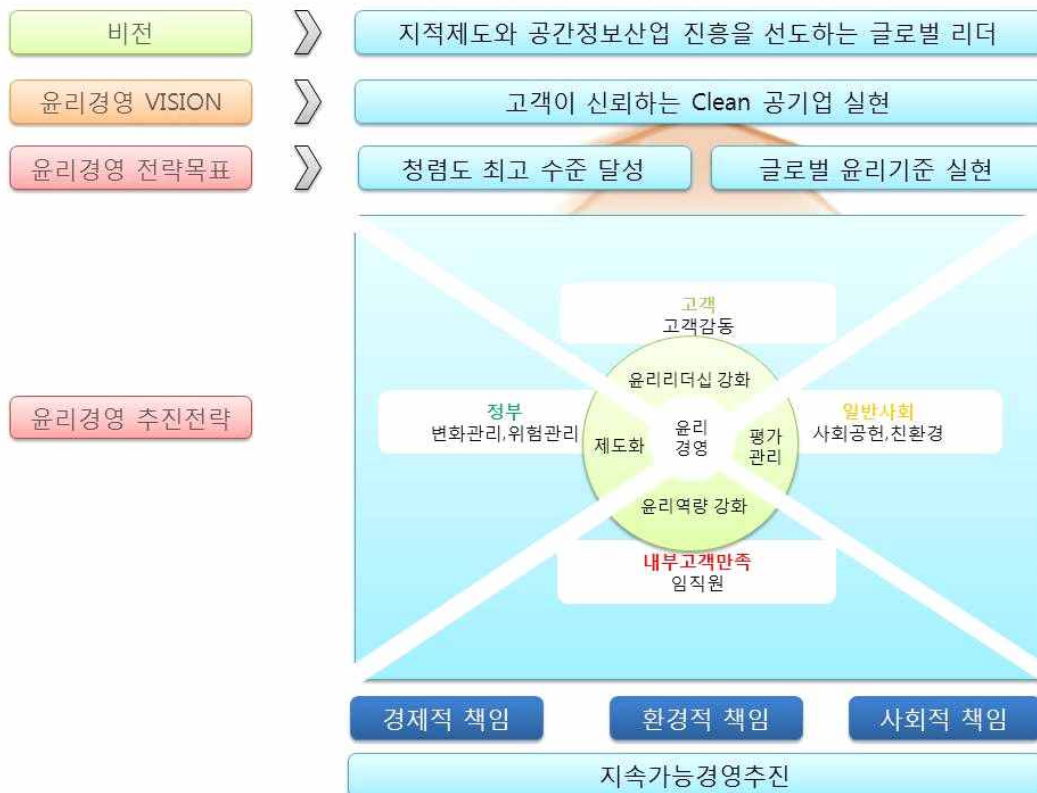 비전
지적제도와 공간정보산업 진흥을 선도하는 글로벌 리더
윤리경영 VISION
고객이 신뢰하는 Clean 공기업 실현
윤리경영 전략목표
청렴도 최고 수준 달성
글로벌 윤리기준 실현
윤리경영 추진전략
고객
고객감동
정부
변화관리,위험관리
윤리리더십 강화
제도화
윤리
경영
평가
관리
윤리역량 강화
일반사회
사회공헌,친환경
내부고객만족
임직원
경제적 책임
환경적 책임
사회적 책임
지속가능경영추진